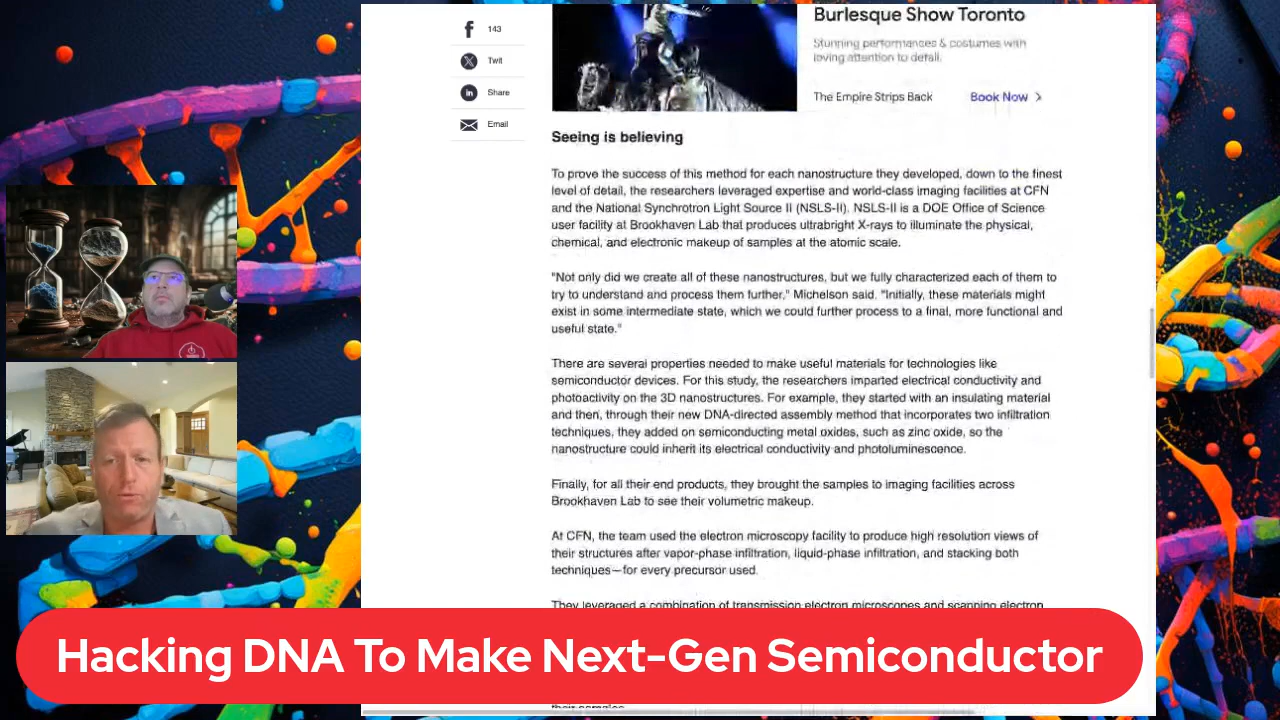 143
Twit
Share
Email
Burlesque Show Toronto
Stunning performances & costumes with
loving attention to detail.
The Empire Strips Back
Book Now
Seeing is believing
To prove the success of this method for each nanostructure they developed, down to the finest
level of detail, the researchers leveraged expertise and world-class imaging facilities at CFN
and the National Synchrotron Light Source II (NSLS-II). NSLS-II is a DOE Office of Science
user facility at Brookhaven Lab that produces ultrabright X-rays to illuminate the physical,
chemical, and electronic makeup of samples at the atomic scale.
"Not only did we create all of these nanostructures, but we fully characterized each of them to
try to understand and process them further," Michelson said. "Initially, these materials might
exist in some intermediate state, which we could further process to a final, more functional and
useful state."
There are several properties needed to make useful materials for technologies like
semiconductor devices. For this study, the researchers imparted electrical conductivity and
photoactivity on the 3D nanostructures. For example, they started with an insulating material
and then, through their new DNA-directed assembly method that incorporates two infiltration
techniques, they added on semiconducting metal oxides, such as zinc oxide, so the
nanostructure could inherit its electrical conductivity and photoluminescence.
Finally, for all their end products, they brought the samples to imaging facilities across
Brookhaven Lab to see their volumetric makeup.
At CFN, the team used the electron microscopy facility to produce high resolution views of
their structures after vapor-phase infiltration, liquid-phase infiltration, and stacking both
techniques—for every precursor used.
They leveraged a combination of transmission electron microscopes and scanning electron
Hacking DNA To Make Next-Gen Semiconductor
their samples.